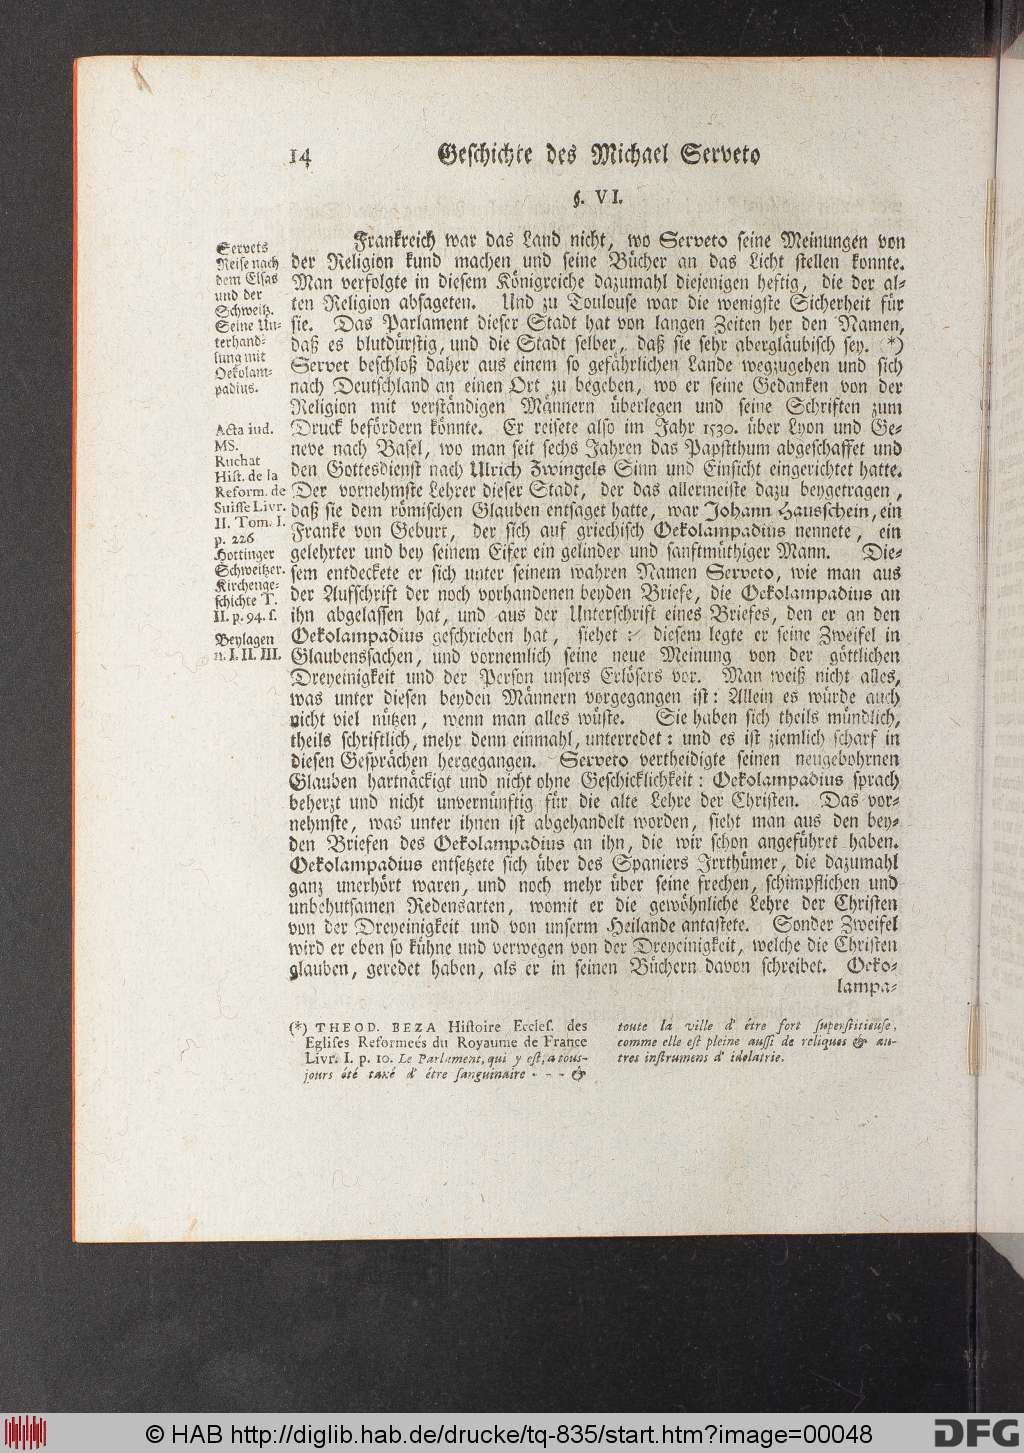 14 Geschichte des Michael Serveto
§. VI.
Servets
Reise nach
dem Elsas
und der
Schweitz.
Seine Un-
terhand-
lung mit
Oekolam-
padius.
Acta iud.
MS.
Ruchat
Hist. de la
Reform. de
Suisse Livr.
II. Tom. I.
p. 226
Hottinger
Schweitzer.
Kirchenge-
schichte T.
II. p. 94. f.
Beylagen
n. I. II. III.
Frankreich war das Land nicht, wo Serveto seine Meinungen von
der Religion kund machen und seine Bücher an das Licht stellen konnte.
Man verfolgte in diesem Königreiche dazumahl diejenigen heftig, die der al-
ten Religion absageten. Und zu Toulouse war die wenigste Sicherheit für
sie. Das Parlament dieser Stadt hat von langen Zeiten her den Namen,
daß es blutdürstig, und die Stadt selber, daß sie sehr abergläubisch sey. (*)
Servet beschloß daher aus einem so gefährlichen Lande wegzugehen und sich
nach Deutschland an einen Ort zu begeben, wo er seine Gedanken von der
Religion mit verständigen Männern überlegen und seine Schriften zum
Druck befördern könnte. Er reisete also im Jahr 1530. über Lyon und Ge-
neve nach Basel, wo man seit sechs Jahren das Papstthum abgeschaffet und
den Gottesdienst nach Ulrich Zwingels Sinn und Einsicht eingerichtet hatte.
Der vornehmste Lehrer dieser Stadt, der das allermeiste dazu beygetragen,
daß sie dem römischen Glauben entsaget hatte, war Johann Hausschein, ein
Franke von Geburt, der sich auf griechisch Oekolampadius nennete, ein
gelehrter und bey seinem Eifer ein gelinder und sanftmüthiger Mann. Die-
sem entdeckete er sich unter seinem wahren Namen Serveto, wie man aus
der Aufschrift der noch vorhandenen beyden Briefe, die Oekolampadius an
ihn abgelassen hat, und aus der Unterschrift eines Briefes, den er an den
Oekolampadius geschrieben hat, siehet: diesem legte er seine Zweifel in
Glaubenssachen, und vornemlich seine neue Meinung von der göttlichen
Dreyeinigkeit und der Person unsers Erlösers vor. Man weiß nicht alles,
was unter diesen beyden Männern vorgegangen ist: Allein es würde auch
nicht viel nützen, wenn man alles wüste. Sie haben sich theils mündlich,
theils schriftlich, mehr denn einmahl, unterredet: und es ist ziemlich scharf in
diesen Gesprächen hergegangen. Serveto vertheidigte seinen neugebohrnen
Glauben hartnäckigt und nicht ohne Geschicklichkeit: Oekolampadius sprach
beherzt und nicht unvernünftig für die alte Lehre der Christen. Das vor-
nehmste, was unter ihnen ist abgehandelt worden, sieht man aus den bey-
den Briefen des Oekolampadius an ihn, die wir schon angeführet haben.
Oekolampadius entsetzete sich über des Spaniers Irrthümer, die dazumahl
ganz unerhört waren, und noch mehr über seine frechen, schimpflichen und
unbehutsamen Redensarten, womit er die gewöhnliche Lehre der Christen
von der Dreyeinigkeit und von unserm Heilande antastete. Sonder Zweifel
wird er eben so kühne und verwegen von der Dreyeinigkeit, welche die Christen
glauben, geredet haben, als er in seinen Büchern davon schreibet. Oeko-
lampa-
(*) THEOD. BEZA Histoire Eccles. des
Eglises Reformeés du Royaume de France
Livr. I. p. 10. Le Parlement, qui y est, a tous-
jours été taxé d' étre sanguinaire - - - &
toute la ville d' étre fort superstitieuse,
comme elle est pleine aussi de reliques & au-
tres instrumens d' idolatrie.
© HAB http://diglib.hab.de/drucke/tq-835/start.htm?image=00048
DFG